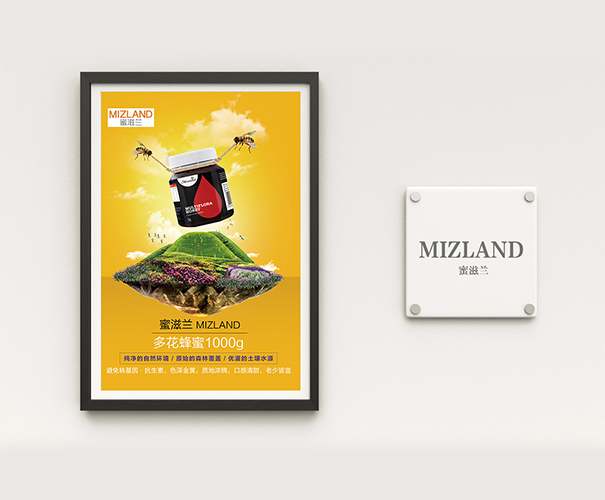 MIZLAND
蜜滋兰
MULTIFLORA
HONEY
蜜滋兰 MIZLAND
多花蜂蜜1000g
纯净的自然环境 / 原始的森林覆盖 / 优渥的土壤水源
避免转基因·抗生素，色泽金黄，质地浓稠，口感清甜，老少皆宜
MIZLAND
蜜滋兰